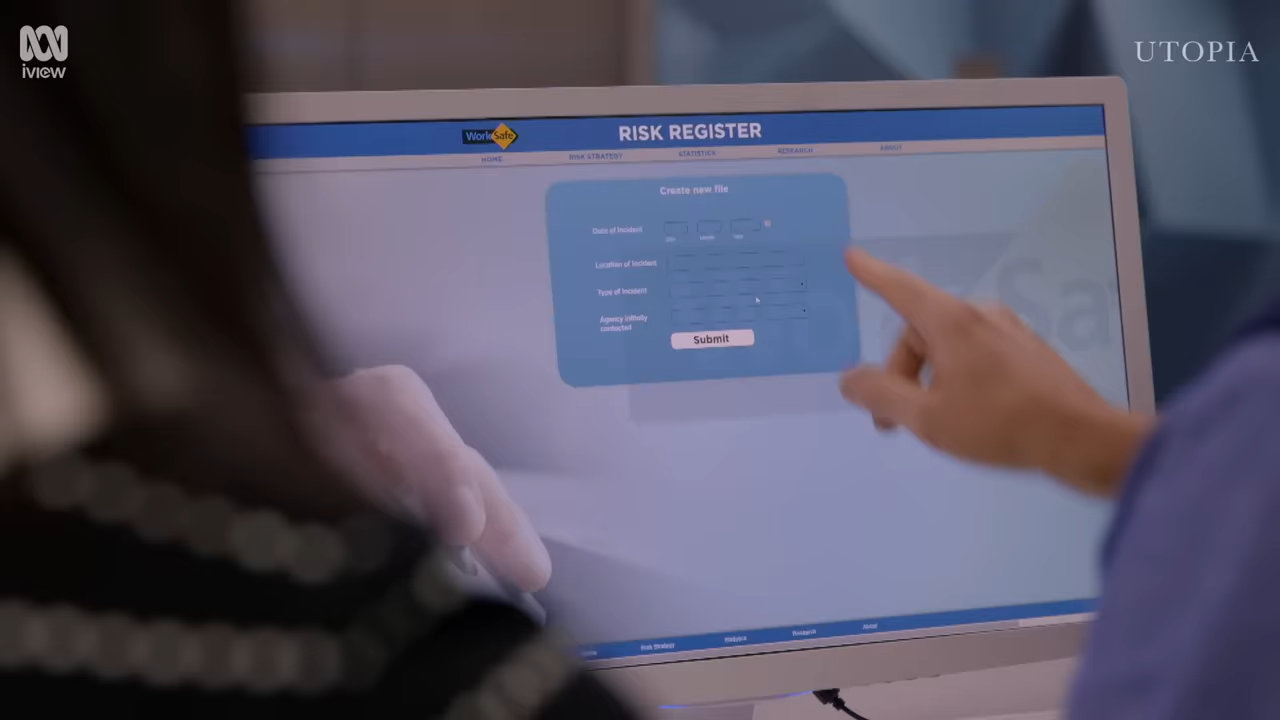 iview
UTOPIA
WorkSafe
RISK REGISTER
HOME
RISK STRATEGY
STATISTICS
RESEARCH
ABOUT
Create new file
Date of Incident
Location of Incident
Type of Incident
Agency initially
contacted
Submit
Risk Strategy
Statistics
Research
About